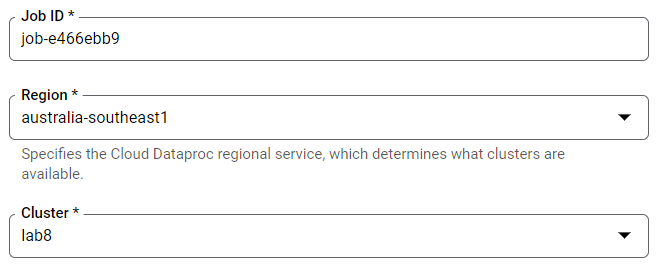 Job ID *
job-e466ebb9
Region *
australia-southeast1
Specifies the Cloud Dataproc regional service, which determines what clusters are
available.
Cluster *
lab8